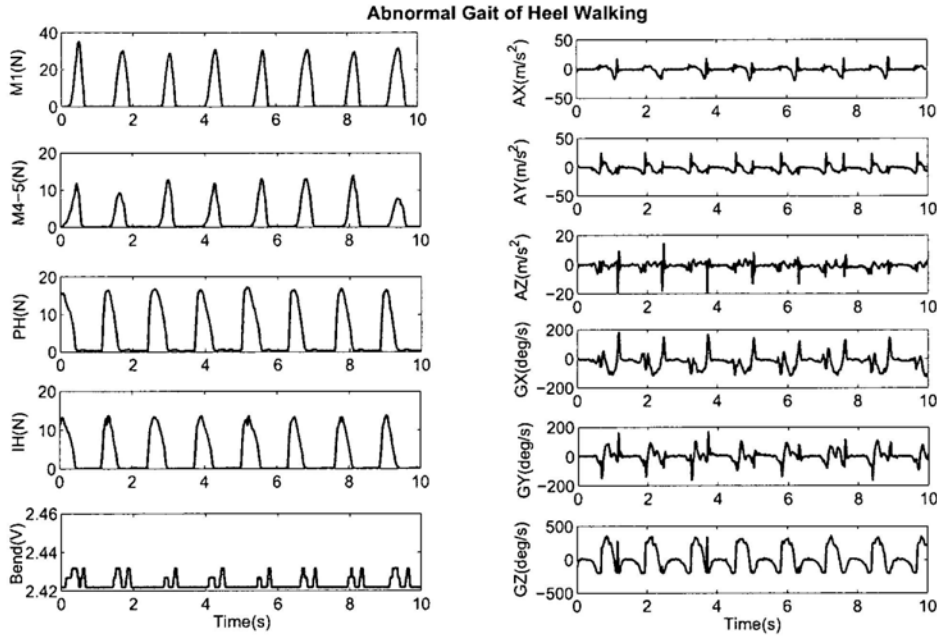 Abnormal Gait of Heel Walking
M1(N)
40
20
0
0 2 4 6 8 10
M4-5(N)
20
10
0
0 2 4 6 8 10
PH(N)
20
10
0
0 2 4 6 8 10
IH(N)
20
10
0
0 2 4 6 8 10
Bend(V)
2.46
2.44
2.42
0 2 4 6 8 10
Time(s)
AX(m/s²)
50
0
-50
0 2 4 6 8 10
AY(m/s²)
50
0
-50
0 2 4 6 8 10
AZ(m/s²)
20
0
20
0 2 4 6 8 10
GX(deg/s)
200
0
-200
0 2 4 6 8 10
GY(deg/s)
200
0
-200
0 2 4 6 8 10
GZ(deg/s)
500
0
-500
0 2 4 6 8 10
Time(s)